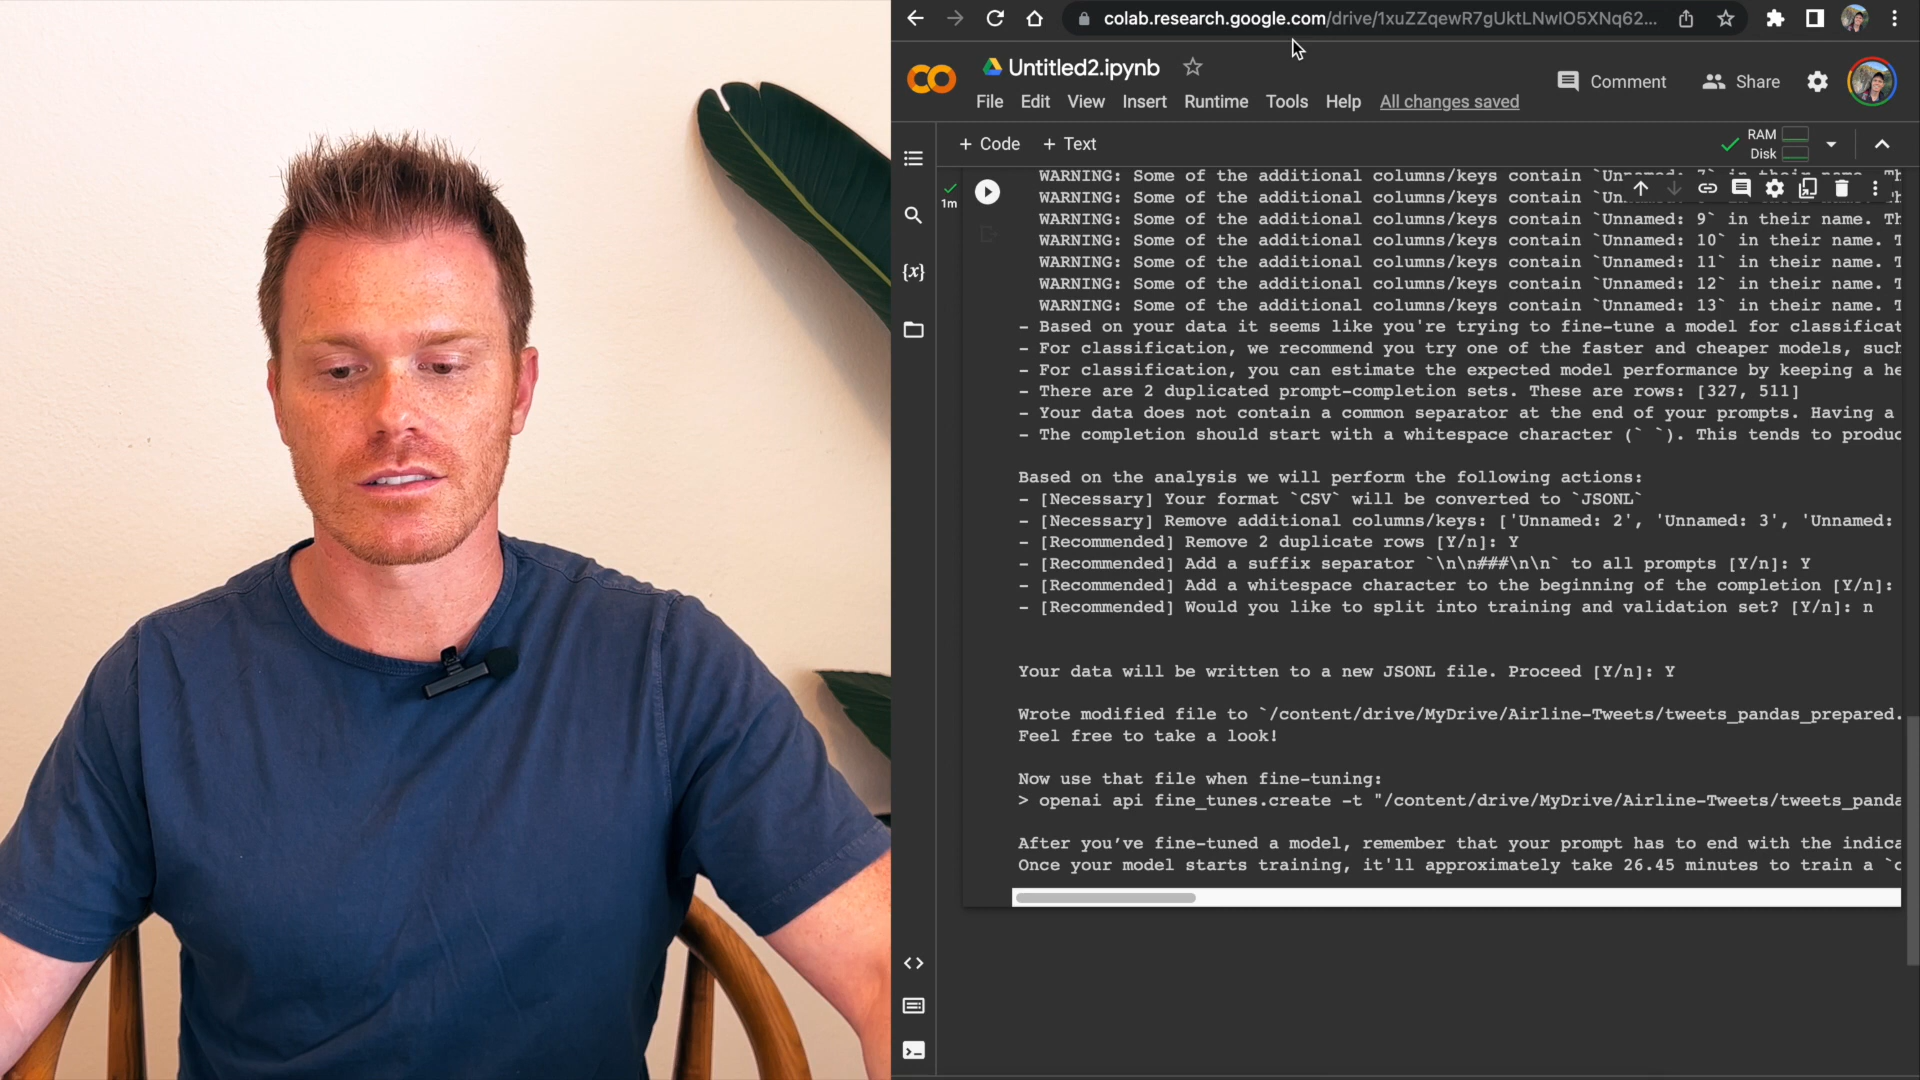 colab.research.google.com/drive/1xuZZqewR7gUktLNwIO5XNq62...
Untitled2.ipynb
Comment
Share
File Edit View Insert Runtime Tools Help All changes saved
+ Code + Text
RAM
Disk
1m
{x}
WARNING: Some of the additional columns/keys contain `Unnamed: 7` in their name. Th
WARNING: Some of the additional columns/keys contain
WARNING: Some of the additional columns/keys contain `Unnamed: 9` in their name. Th
WARNING: Some of the additional columns/keys contain `Unnamed: 10` in their name. T
WARNING: Some of the additional columns/keys contain `Unnamed: 11` in their name. T
WARNING: Some of the additional columns/keys contain `Unnamed: 12` in their name. T
WARNING: Some of the additional columns/keys contain `Unnamed: 13` in their name. T
- Based on your data it seems like you're trying to fine-tune a model for classificat
- For classification, we recommend you try one of the faster and cheaper models, such
- For classification, you can estimate the expected model performance by keeping a he
- There are 2 duplicated prompt-completion sets. These are rows: [327, 511]
- Your data does not contain a common separator at the end of your prompts. Having a
- The completion should start with a whitespace character (` `). This tends to produc
Based on the analysis we will perform the following actions:
- [Necessary] Your format `CSV` will be converted to `JSONL`
- [Necessary] Remove additional columns/keys: ['Unnamed: 2', 'Unnamed: 3', 'Unnamed:
- [Recommended] Remove 2 duplicate rows [Y/n]: Y
- [Recommended] Add a suffix separator `\n\n###\n\n` to all prompts [Y/n]: Y
- [Recommended] Add a whitespace character to the beginning of the completion [Y/n]:
- [Recommended] Would you like to split into training and validation set? [Y/n]: n
Your data will be written to a new JSONL file. Proceed [Y/n]: Y
Wrote modified file to `/content/drive/MyDrive/Airline-Tweets/tweets_pandas_prepared.
Feel free to take a look!
Now use that file when fine-tuning:
> openai api fine_tunes.create -t "/content/drive/MyDrive/Airline-Tweets/tweets_panda
After you’ve fine-tuned a model, remember that your prompt has to end with the indica
Once your model starts training, it'll approximately take 26.45 minutes to train a `c